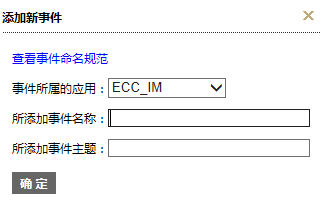 添加新事件
查看事件命名规范
事件所属的应用：ECC_IM
所添加事件名称：
所添加事件主题：
确 定